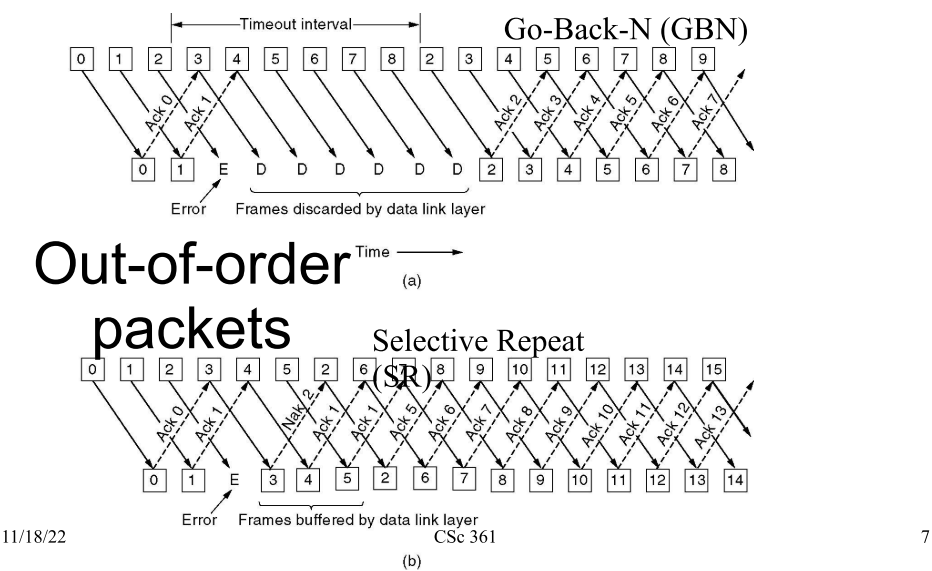 Go-Back-N (GBN)
Timeout interval
0 1 2 3 4 5 6 7 8 2 3 4 5 6 7 8 9
Ack 0 Ack 1 Ack 2 Ack 3 Ack 4 Ack 5 Ack 6 Ack 7
0 1 E D D D D D D 2 3 4 5 6 7 8
Error Frames discarded by data link layer
Time
(a)
Out-of-order
packets
Selective Repeat
(SR)
0 1 2 3 4 5 2 6 7 8 9 10 11 12 13 14 15
Ack 0 Ack 1 Nak 2 Ack 1 Ack 1 Ack 5 Ack 6 Ack 7 Ack 8 Ack 9 Ack 10 Ack 11 Ack 12 Ack 13
0 1 E 3 4 5 2 6 7 8 9 10 11 12 13 14
Error Frames buffered by data link layer
11/18/22 CSc 361 7
(b)